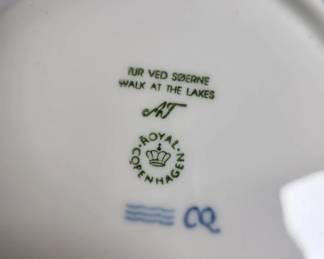 TUR VED SØERNE
WALK AT THE LAKES
AT
ROYAL
COPENHAGEN